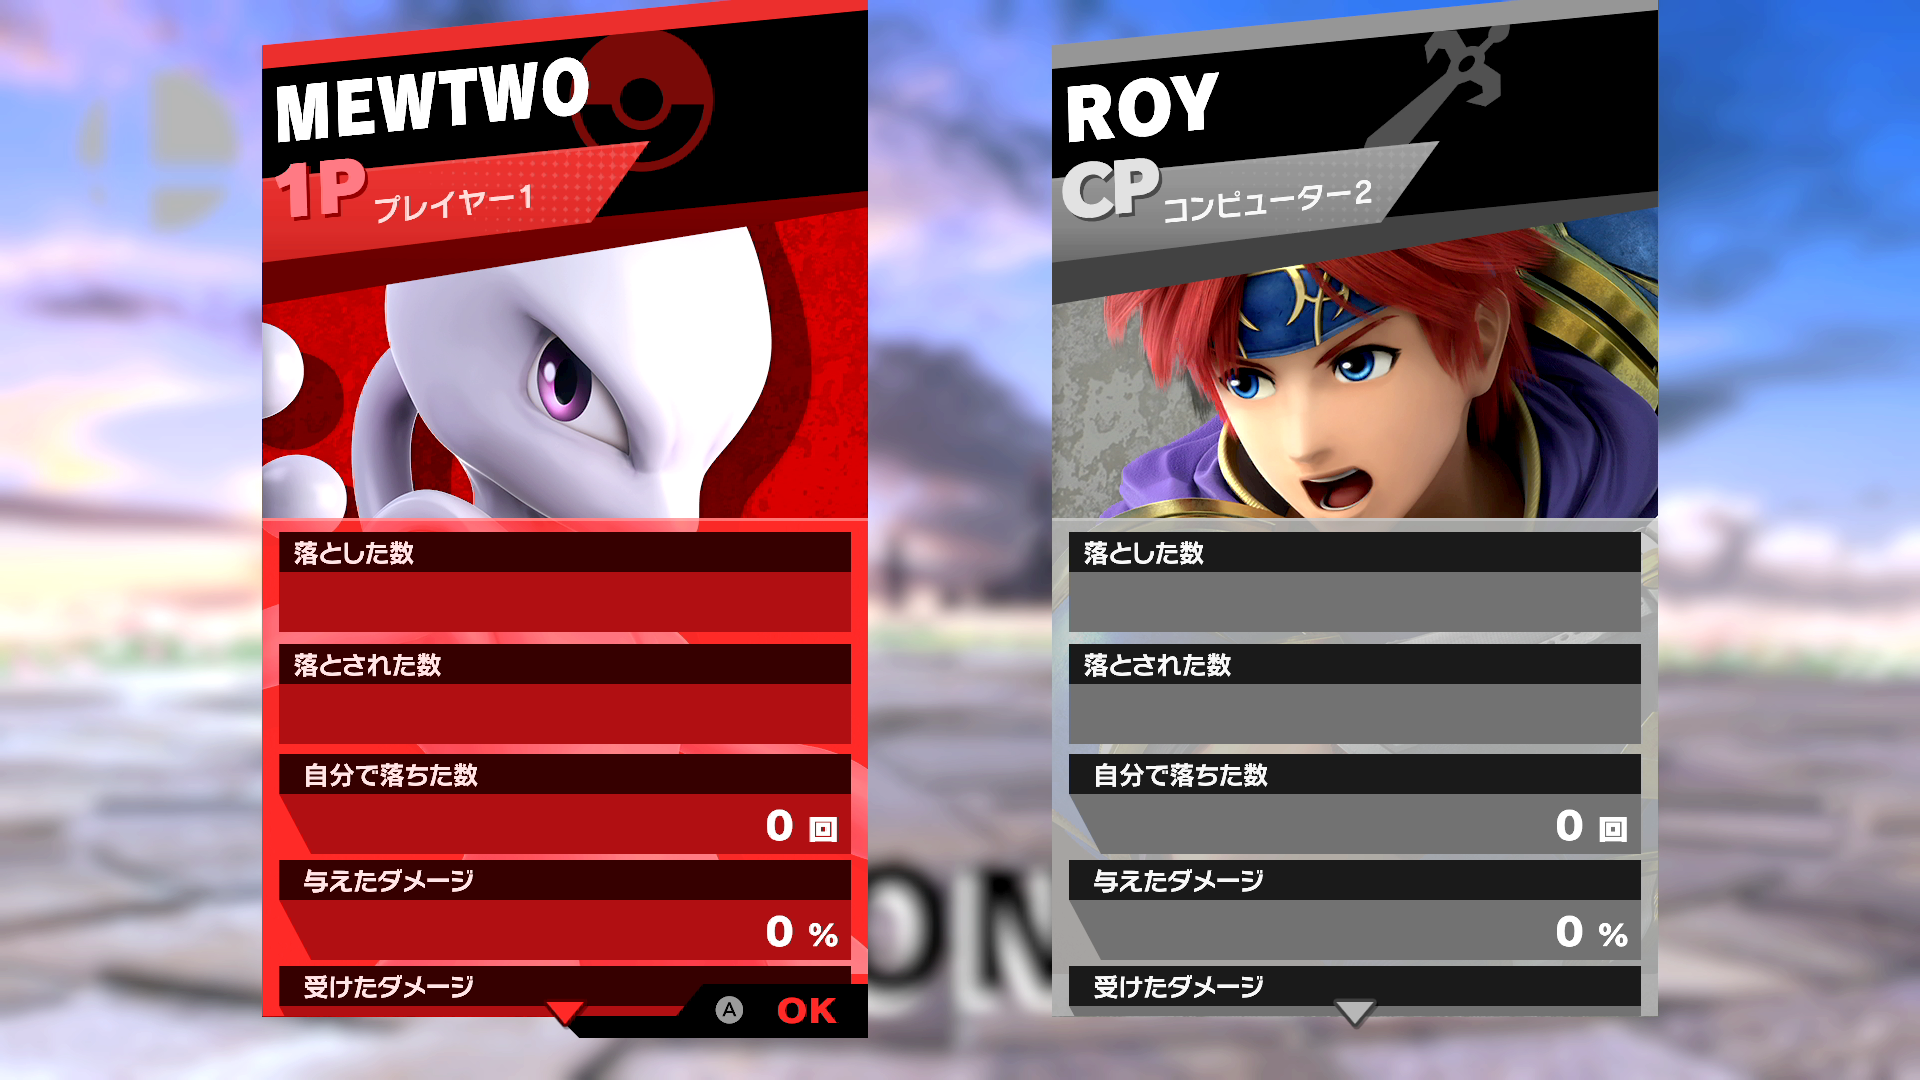 MEWTWO
1P プレイヤー1
落とした数
落とされた数
自分で落ちた数
0 回
与えたダメージ
0 %
受けたダメージ
A OK
ROY
CP コンピューター2
落とした数
落とされた数
自分で落ちた数
0 回
与えたダメージ
0 %
受けたダメージ